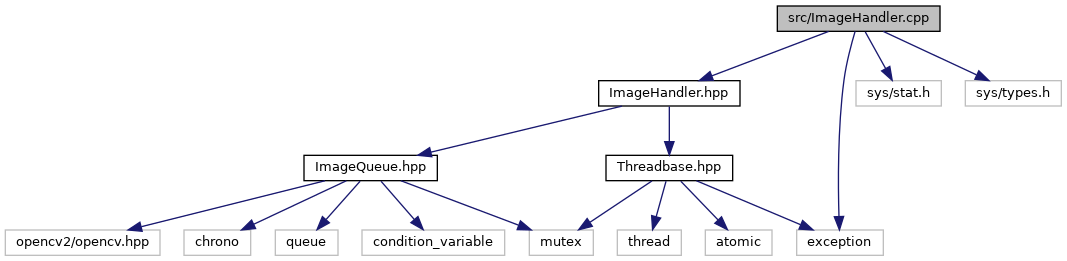 src/ImageHandler.cpp
ImageHandler.hpp
sys/stat.h
sys/types.h
ImageQueue.hpp
Threadbase.hpp
opencv2/opencv.hpp
chrono
queue
condition_variable
mutex
thread
atomic
exception